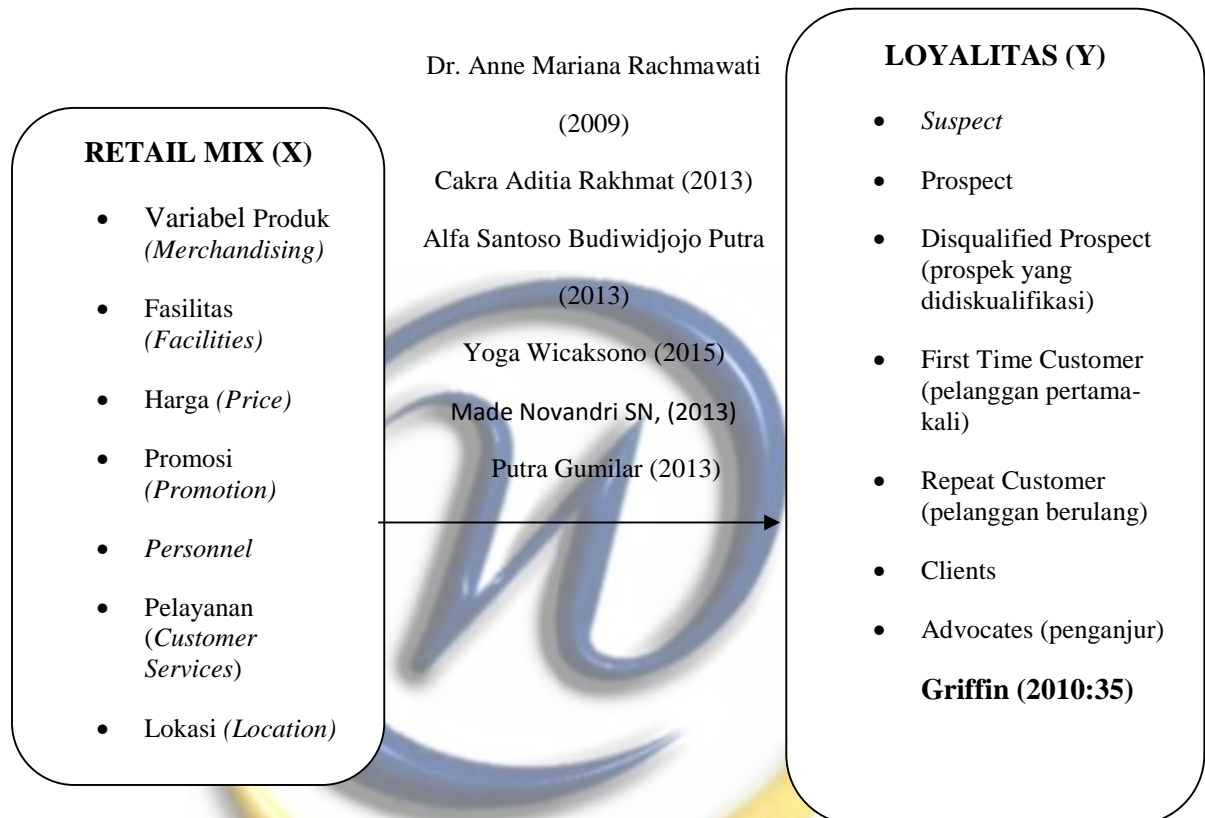 RETAIL MIX (X)
• Variabel Produk
(Merchandising)
• Fasilitas
(Facilities)
• Harga (Price)
• Promosi
(Promotion)
• Personnel
• Pelayanan
(Customer
Services)
• Lokasi (Location)
Dr. Anne Mariana Rachmawati
(2009)
Cakra Aditia Rakhmat (2013)
Alfa Santoso Budiwidjojo Putra
(2013)
Yoga Wicaksono (2015)
Made Novandri SN, (2013)
Putra Gumilar (2013)
LOYALITAS (Y)
• Suspect
• Prospect
• Disqualified Prospect
(prospek yang
didiskualifikasi)
• First Time Customer
(pelanggan pertama-
kali)
• Repeat Customer
(pelanggan berulang)
• Clients
• Advocates (penganjur)
Griffin (2010:35)